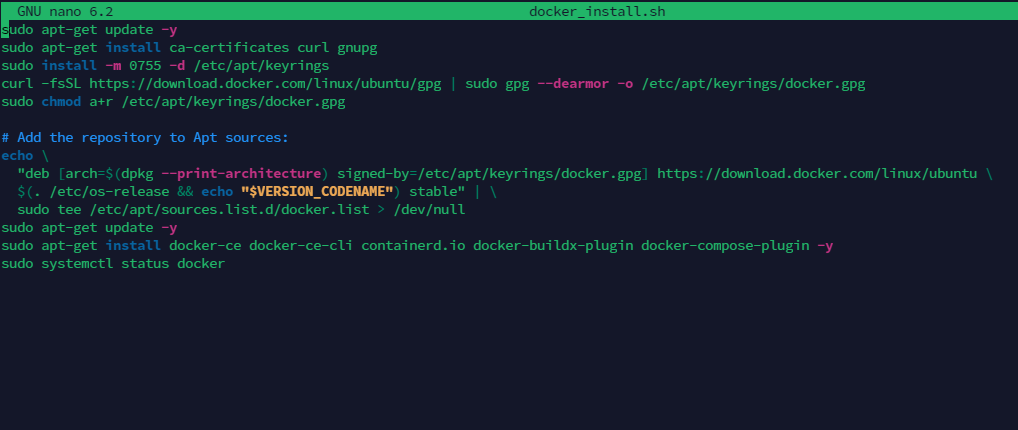 GNU nano 6.2 docker_install.sh
sudo apt-get update -y
sudo apt-get install ca-certificates curl gnupg
sudo install -m 0755 -d /etc/apt/keyrings
curl -fsSL https://download.docker.com/linux/ubuntu/gpg | sudo gpg --dearmor -o /etc/apt/keyrings/docker.gpg
sudo chmod a+r /etc/apt/keyrings/docker.gpg

# Add the repository to Apt sources:
echo \
  "deb [arch=$(dpkg --print-architecture) signed-by=/etc/apt/keyrings/docker.gpg] https://download.docker.com/linux/ubuntu \
  $(. /etc/os-release && echo "$VERSION_CODENAME") stable" | \
  sudo tee /etc/apt/sources.list.d/docker.list > /dev/null
sudo apt-get update -y
sudo apt-get install docker-ce docker-ce-cli containerd.io docker-buildx-plugin docker-compose-plugin -y
sudo systemctl status docker